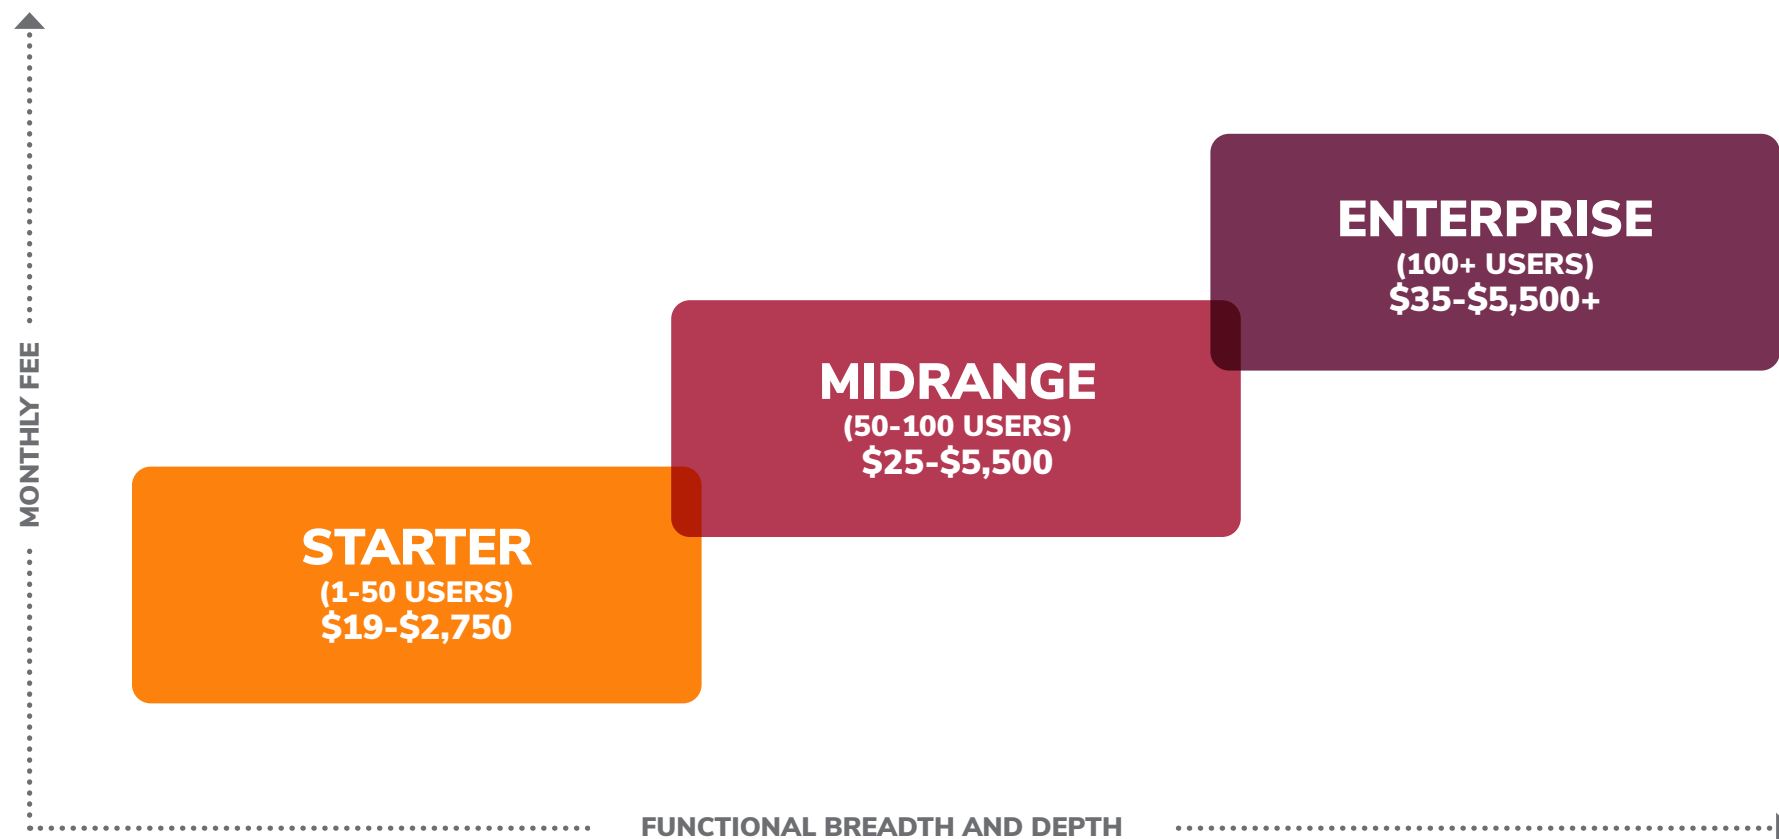 MONTHLY FEE
ENTERPRISE
(100+ USERS)
$35-$5,500+
MIDRANGE
(50-100 USERS)
$25-$5,500
STARTER
(1-50 USERS)
$19-$2,750
FUNCTIONAL BREADTH AND DEPTH